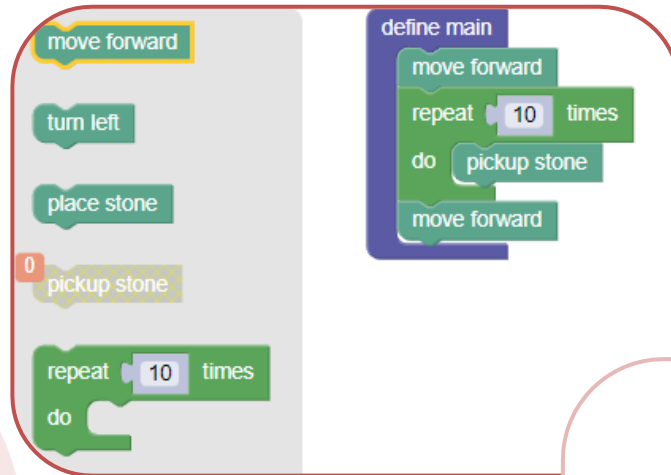 move forward
turn left
place stone
0
pickup stone
repeat 10 times
do
define main
move forward
repeat 10 times
do pickup stone
move forward